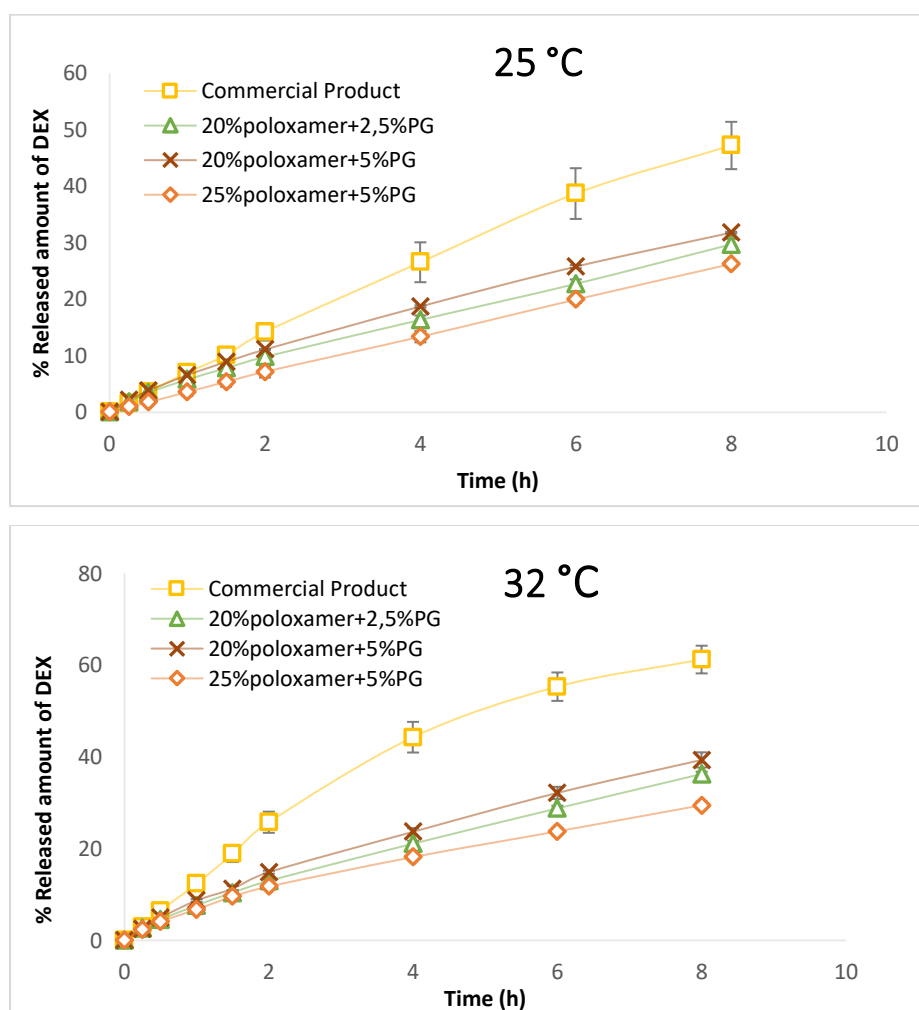 25 °C
60
50
40
30
20
10
0
% Released amount of DEX
Commercial Product
20%poloxamer+2,5%PG
20%poloxamer+5%PG
25%poloxamer+5%PG
0 2 4 6 8 10
Time (h)
32 °C
80
60
40
20
0
% Released amount of DEX
Commercial Product
20%poloxamer+2,5%PG
20%poloxamer+5%PG
25%poloxamer+5%PG
0 2 4 6 8 10
Time (h)